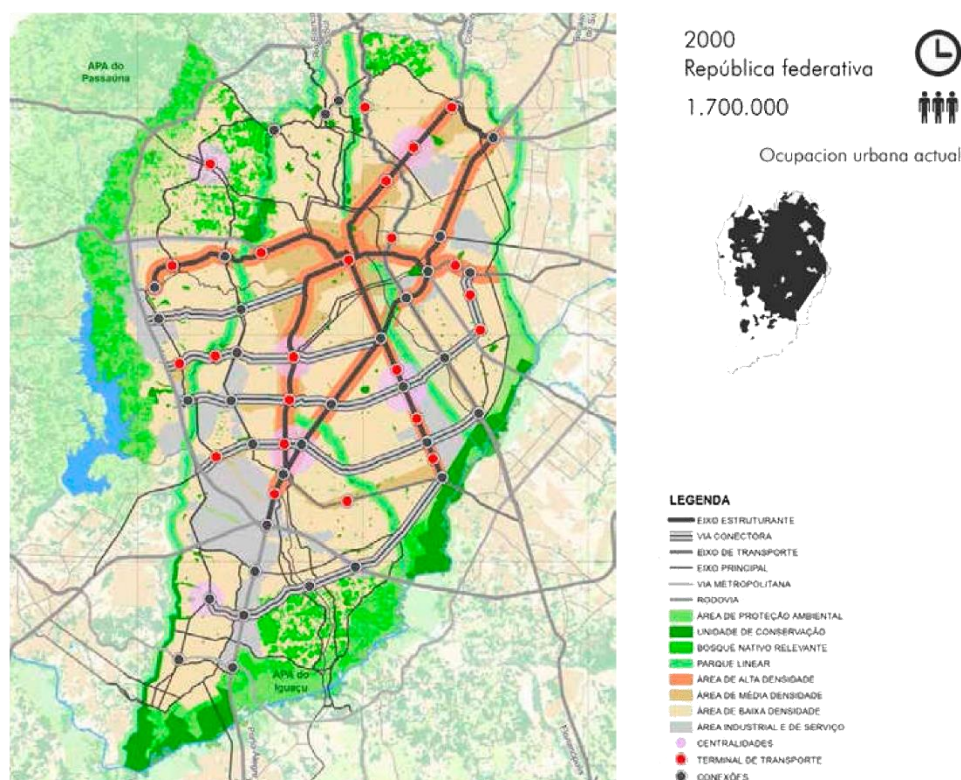 APA do
Passaúna
APA do
Iguaçu
Porto Alegre
Florianópolis
2000
República federativa
1.700.000
Ocupacion urbana actual
LEGENDA
EIXO ESTRUTURANTE
VIA CONECTORA
EIXO DE TRANSPORTE
EIXO PRINCIPAL
VIA METROPOLITANA
RODOVIA
ÁREA DE PROTEÇÃO AMBIENTAL
UNIDADE DE CONSERVAÇÃO
BOSQUE NATIVO RELEVANTE
PARQUE LINEAR
ÁREA DE ALTA DENSIDADE
ÁREA DE MÉDIA DENSIDADE
ÁREA DE BAIXA DENSIDADE
ÁREA INDUSTRIAL E DE SERVIÇO
CENTRALIDADES
TERMINAL DE TRANSPORTE
CONEXÕES